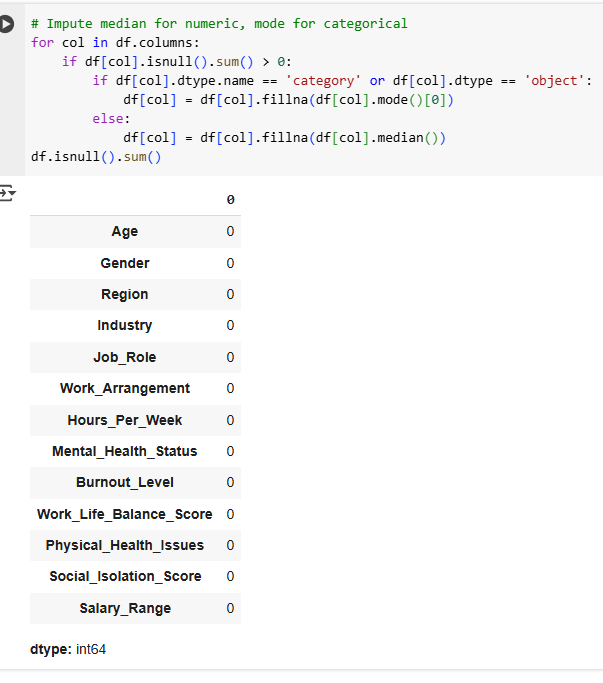 # Impute median for numeric, mode for categorical
for col in df.columns:
    if df[col].isnull().sum() > 0:
        if df[col].dtype.name == 'category' or df[col].dtype == 'object':
            df[col] = df[col].fillna(df[col].mode()[0])
        else:
            df[col] = df[col].fillna(df[col].median())
df.isnull().sum()
0
Age 0
Gender 0
Region 0
Industry 0
Job_Role 0
Work_Arrangement 0
Hours_Per_Week 0
Mental_Health_Status 0
Burnout_Level 0
Work_Life_Balance_Score 0
Physical_Health_Issues 0
Social_Isolation_Score 0
Salary_Range 0
dtype: int64